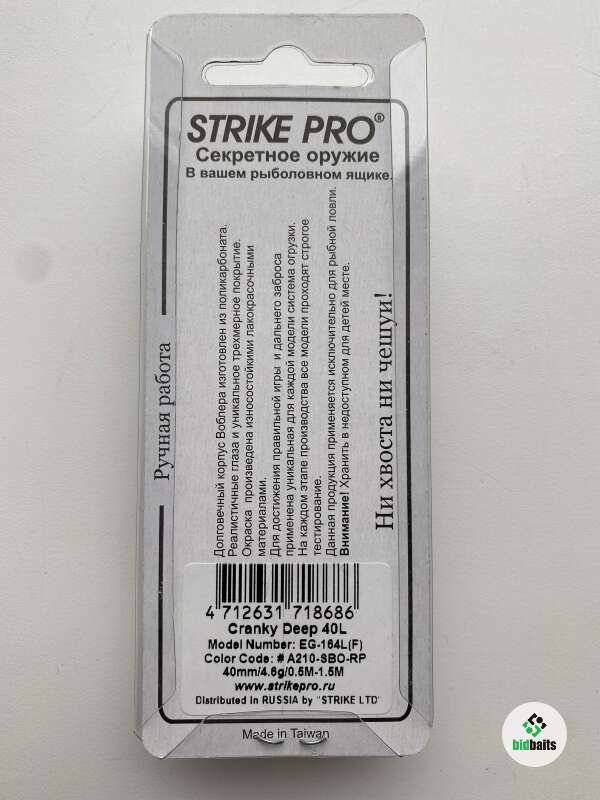 STRIKE PRO®
Секретное оружие
В вашем рыболовном ящике.
Ручная работа
Долговечный корпус Воблера изготовлен из поликарбоната.
Реалистичные глаза и уникальное трехмерное покрытие.
Окраска произведена износостойкими лакокрасочными
материалами.
Для достижения правильной игры и дальнего заброса
применена уникальная для каждой модели система огрузки.
На каждом этапе производства все модели проходят строгое
тестирование.
Данная продукция применяется исключительно для рыбной ловли.
Внимание! Хранить в недоступном для детей месте.
Ни хвоста ни чешуи!
4 712631 718686
Cranky Deep 40L
Model Number: EG-164L(F)
Color Code: # A210-SBO-RP
40mm/4.6g/0.5M-1.5M
www.strikepro.ru
Distributed in RUSSIA by "STRIKE LTD"
Made in Taiwan
bidbaits